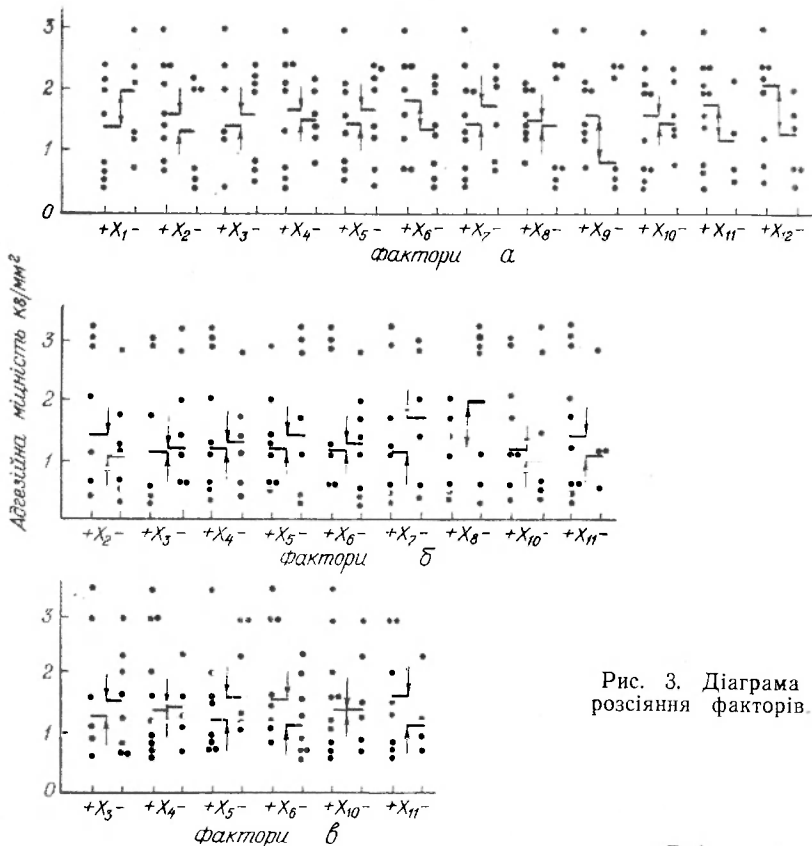 3
2
1
0
+X₁- +X₂- +X₃- +X₄- +X₅- +X₆- +X₇- +X₈- +X₉- +X₁₀- +X₁₁- +X₁₂-
фактори а
Адгезійна міцність кв/мм²
3
2
1
+X₂- +X₃- +X₄- +X₅- +X₆- +X₇- +X₈- +X₁₀- +X₁₁-
фактори б
3
2
1
0
+X₃- +X₄- +X₅- +X₆- +X₁₀- +X₁₁-
фактори в
Рис. 3. Діаграма
розсіяння факторів.